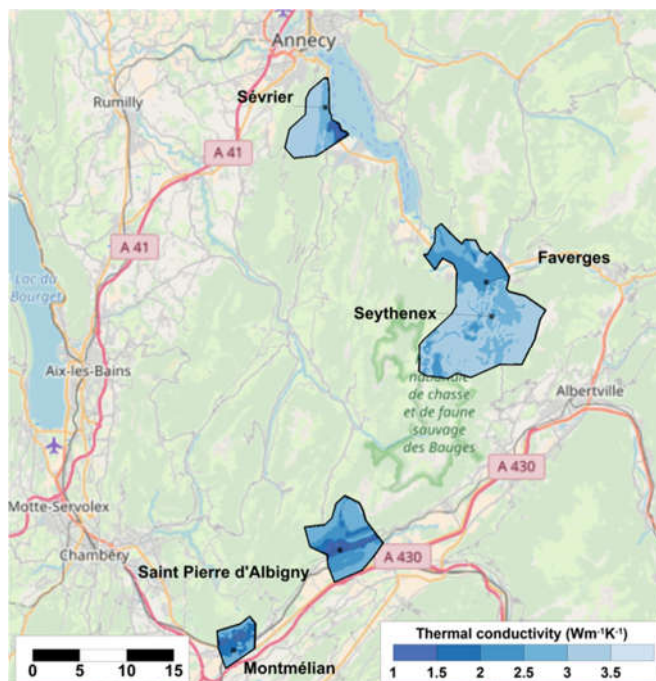 Annecy
Sévrier
Rumilly
A 41
A 41
Faverges
Lac du
Bourget
Seythenex
Aix-les-Bains
nationale
de chasse
et de faune
sauvage
des Bauges
Albertville
A 430
Motte-Servolex
Chambéry
A 430
Saint Pierre d'Albigny
Montmélian
0 5 10 15
Thermal conductivity (Wm-1K-1)
1 1.5 2 2.5 3 3.5